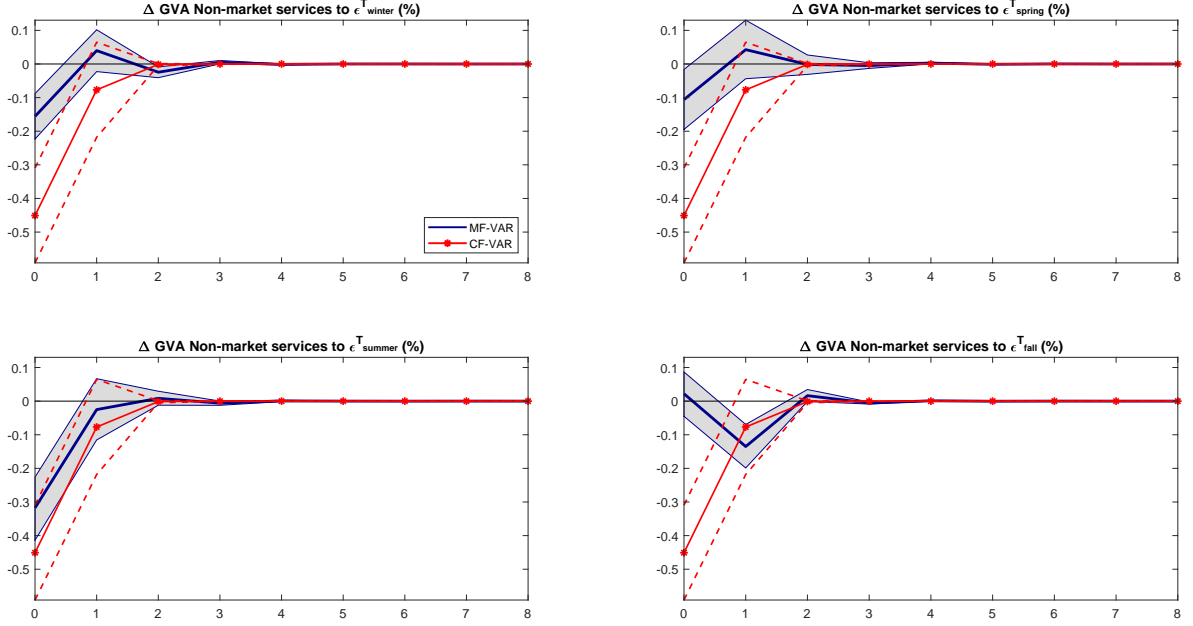 Δ GVA Non-market services to ϵ^T_winter (%)
0.1
0
-0.1
-0.2
-0.3
-0.4
-0.5
0 1 2 3 4 5 6 7 8
MF-VAR
CF-VAR
Δ GVA Non-market services to ϵ^T_spring (%)
0.1
0
-0.1
-0.2
-0.3
-0.4
-0.5
0 1 2 3 4 5 6 7 8
Δ GVA Non-market services to ϵ^T_summer (%)
0.1
0
-0.1
-0.2
-0.3
-0.4
-0.5
0 1 2 3 4 5 6 7 8
Δ GVA Non-market services to ϵ^T_fall (%)
0.1
0
-0.1
-0.2
-0.3
-0.4
-0.5
0 1 2 3 4 5 6 7 8